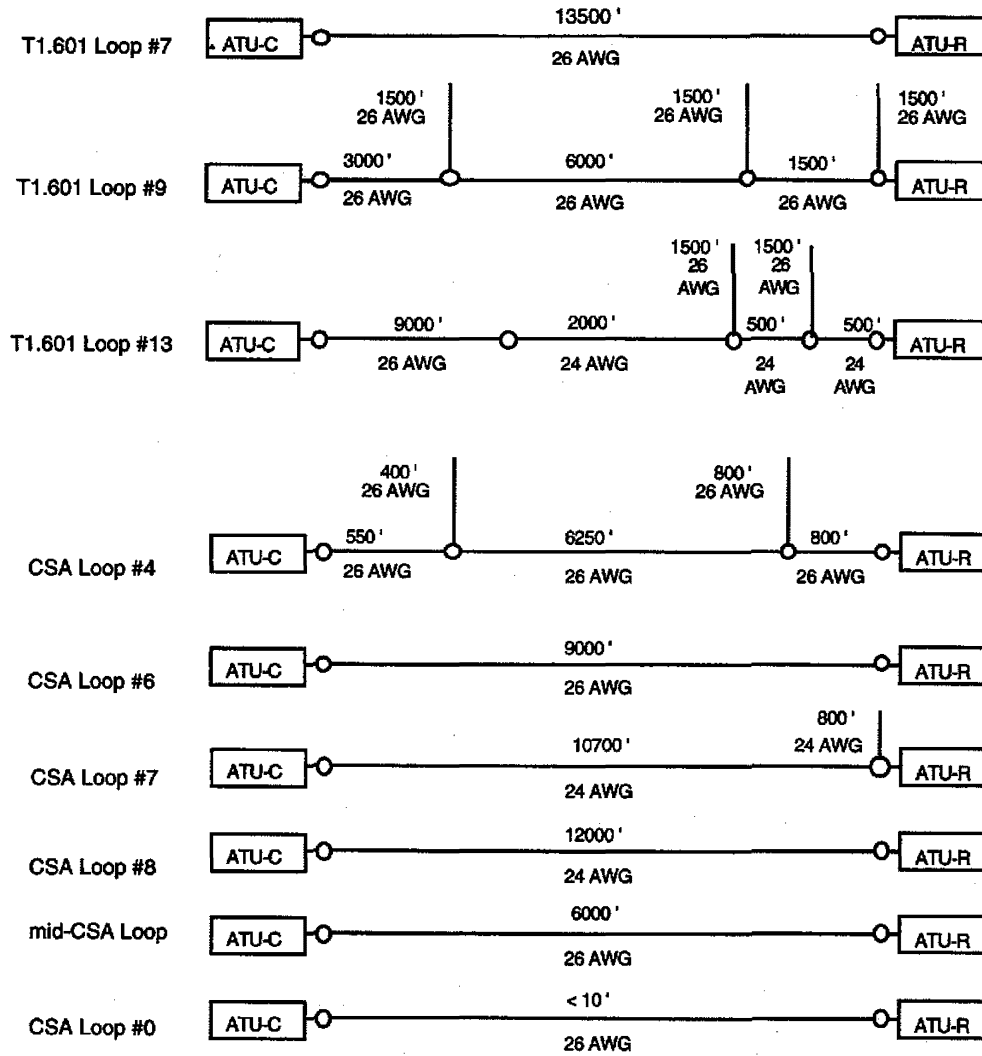 13500'
T1.601 Loop #7 ATU-C ATU-R
26 AWG
1500' 1500' 1500'
26 AWG 26 AWG 26 AWG
3000' 6000' 1500'
T1.601 Loop #9 ATU-C ATU-R
26 AWG 26 AWG 26 AWG
1500' 1500'
26 26
AWG AWG
9000' 2000' 500' 500'
T1.601 Loop #13 ATU-C ATU-R
26 AWG 24 AWG 24 24
AWG AWG
400' 800'
26 AWG 26 AWG
550' 6250' 800'
CSA Loop #4 ATU-C ATU-R
26 AWG 26 AWG 26 AWG
9000'
CSA Loop #6 ATU-C ATU-R
26 AWG
800'
10700' 24 AWG
CSA Loop #7 ATU-C ATU-R
24 AWG
12000'
CSA Loop #8 ATU-C ATU-R
24 AWG
6000'
mid-CSA Loop ATU-C ATU-R
26 AWG
< 10'
CSA Loop #0 ATU-C ATU-R
26 AWG